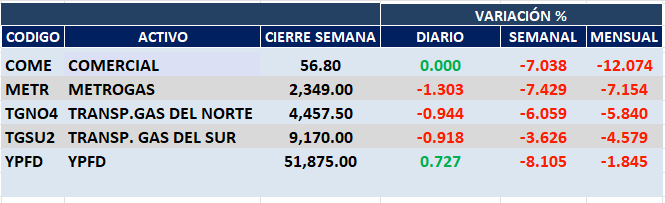 VARIACIÓN %
CODIGO ACTIVO CIERRE SEMANA DIARIO SEMANAL MENSUAL
COME COMERCIAL 56.80 0.000 -7.038 -12.074
METR METROGAS 2,349.00 -1.303 -7.429 -7.154
TGNO4 TRANSP.GAS DEL NORTE 4,457.50 -0.944 -6.059 -5.840
TGSU2 TRANSP. GAS DEL SUR 9,170.00 -0.918 -3.626 -4.579
YPFD YPFD 51,875.00 0.727 -8.105 -1.845